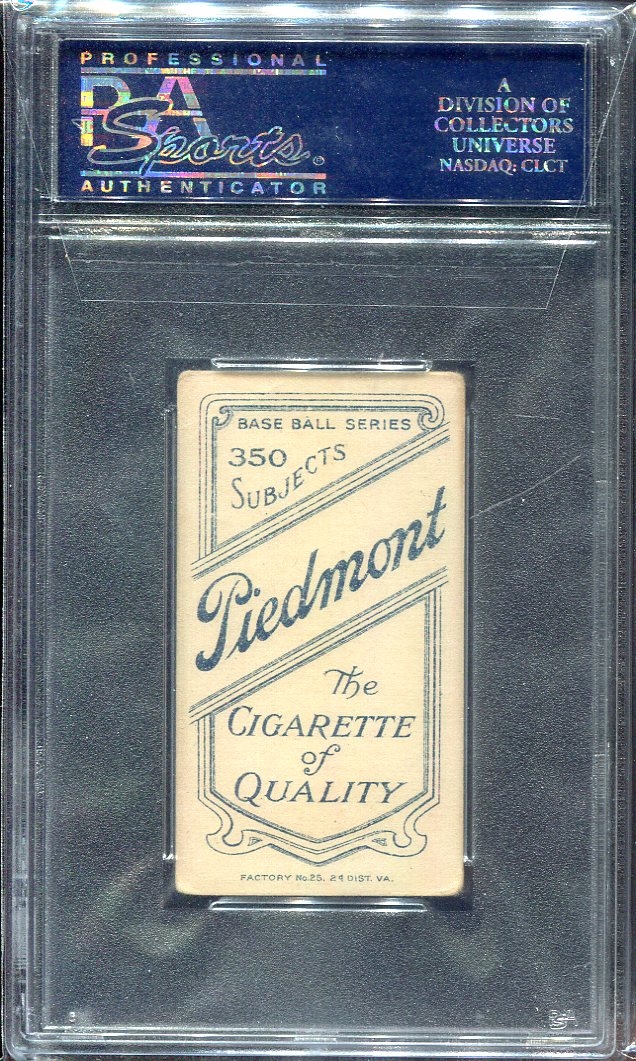 PROFESSIONAL
PSA
Sports®
AUTHENTICATOR
A
DIVISION OF
COLLECTORS
UNIVERSE
NASDAQ: CLCT
BASE BALL SERIES
350
SUBJECTS
Piedmont
The
CIGARETTE
of
QUALITY
FACTORY No. 25, 2d DIST. VA.
PSA